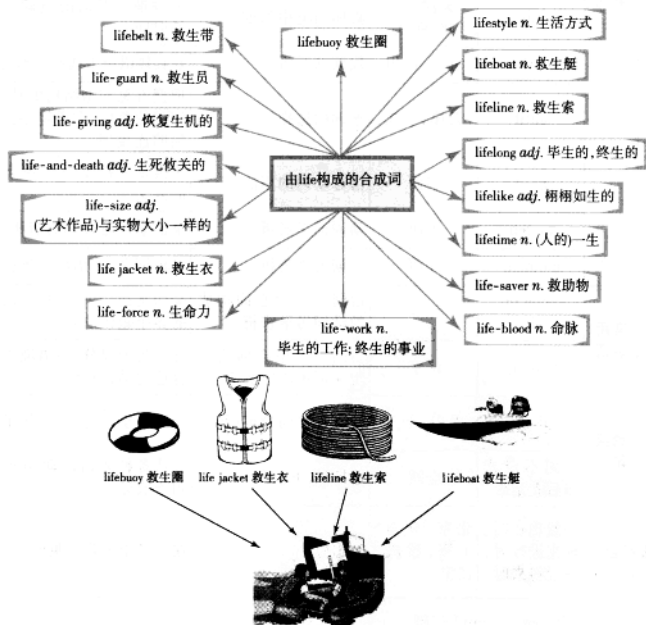 lifebelt n. 救生带
life-guard n. 救生员
life-giving adj. 恢复生机的
life-and-death adj. 生死攸关的
life-size adj.
(艺术作品)与实物大小一样的
life jacket n. 救生衣
life-force n. 生命力
lifebuoy 救生圈
由life构成的合成词
life-work n.
毕生的工作; 终生的事业
lifestyle n. 生活方式
lifeboat n. 救生艇
lifeline n. 救生索
lifelong adj. 毕生的, 终生的
lifelike adj. 栩栩如生的
lifetime n. (人的)一生
life-saver n. 救助物
life-blood n. 命脉
lifebuoy 救生圈
life jacket 救生衣
lifeline 救生索
lifeboat 救生艇